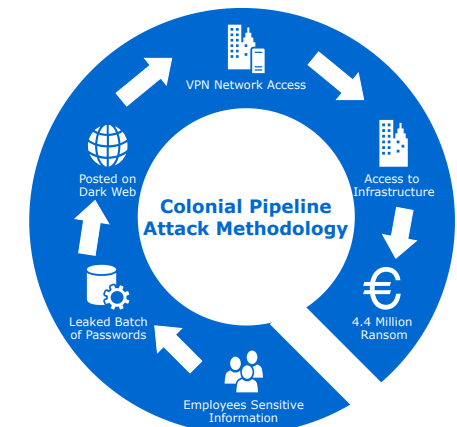 VPN Network Access
Posted on
Dark Web
Access to
Infrastructure
Colonial Pipeline
Attack Methodology
€
4.4 Million
Ransom
Leaked Batch
of Passwords
Employees Sensitive
Information